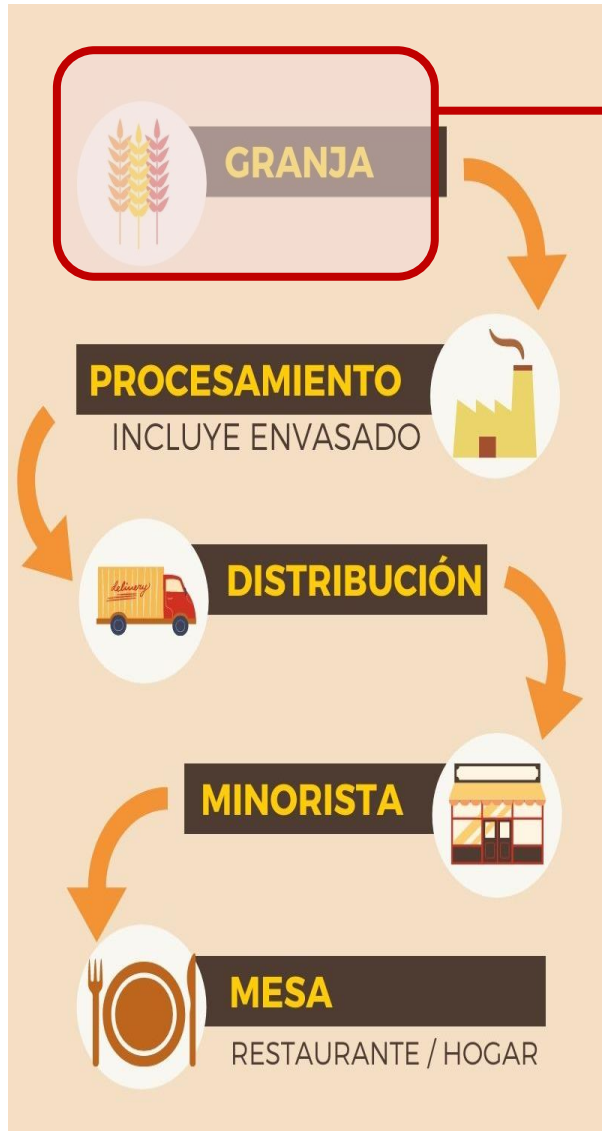 GRANJA
PROCESAMIENTO
INCLUYE ENVASADO
delivery
DISTRIBUCIÓN
MINORISTA
MESA
RESTAURANTE / HOGAR